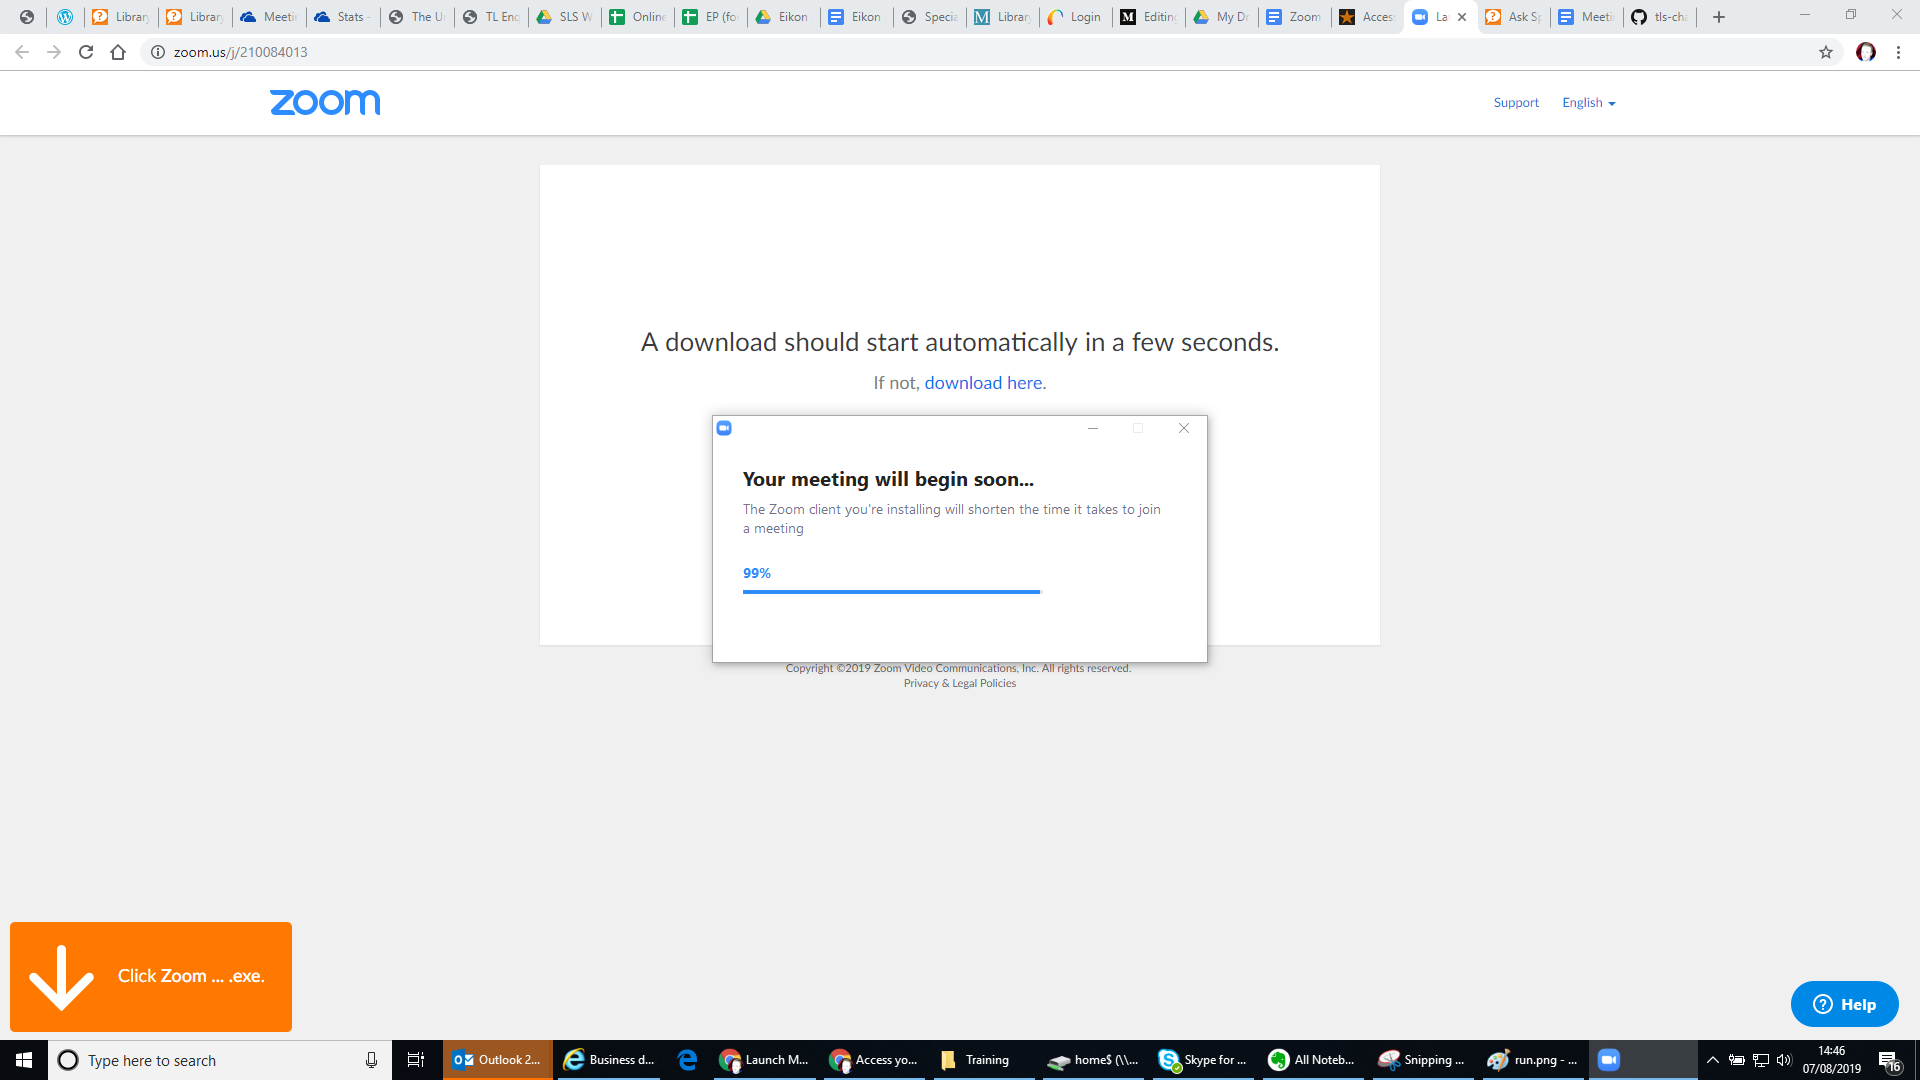 Library
Library
Meetin
Stats -
The U
TL Enc
SLS W
Online
EP (fo
Eikon
Eikon
Specia
Library
Login
Editing
My Dr
Zoom
Access
La
Ask Sp
Meetin
tls-cha
zoom.us/j/210084013
zoom
Support
English
A download should start automatically in a few seconds.
If not, download here.
Your meeting will begin soon...
The Zoom client you're installing will shorten the time it takes to join
a meeting
99%
Copyright ©2019 Zoom Video Communications, Inc. All rights reserved.
Privacy & Legal Policies
Click Zoom ... .exe.
Help
Type here to search
Outlook 2...
Business d...
Launch M...
Access yo...
Training
home$ (\\...
Skype for ...
All Noteb...
Snipping ...
run.png - ...
14:46
07/08/2019
16